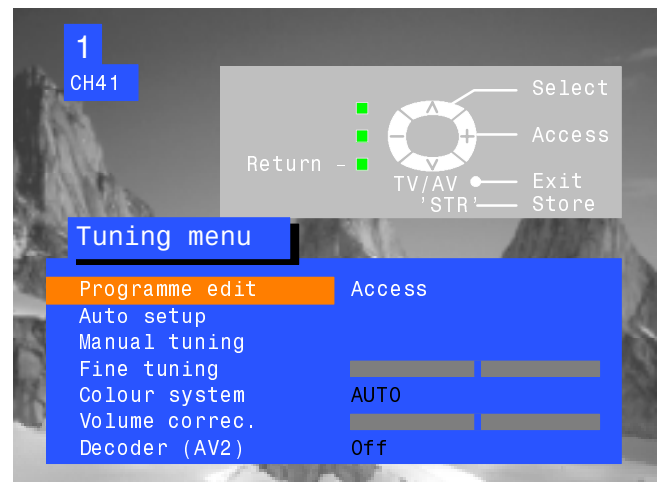 1
CH41
Select
Access
Return -
TV/AV Exit
'STR' Store
Tuning menu
Programme edit Access
Auto setup
Manual tuning
Fine tuning
Colour system AUTO
Volume correc.
Decoder (AV2) Off